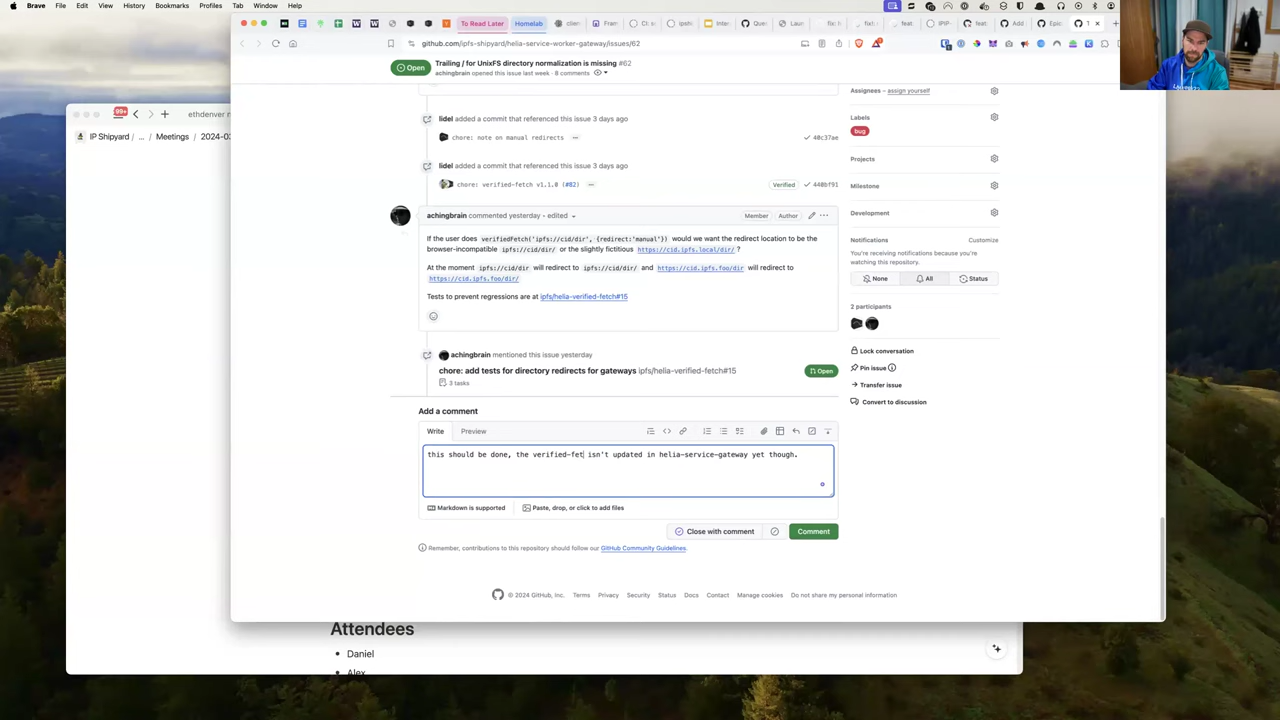 Brave File Edit View History Bookmarks Profiles Tab Window Help
To Read Later Homelab
github.com/ipfs-shipyard/helia-service-worker-gateway/issues/62
Open
Trailing / for UnixFS directory normalization is missing #62
achingbrain opened this issue last week · 8 comments
99+
ethdenver
IP Shipyard / ... / Meetings /
lidel added a commit that referenced this issue 3 days ago
chore: note on manual redirects
40c37ae
lidel added a commit that referenced this issue 3 days ago
chore: verified-fetch v1.1.0 (#82)
Verified
440bf91
achingbrain commented yesterday · edited
Member Author
If the user does verifiedFetch('ipfs://cid/dir', {redirect:'manual'}) would we want the redirect location to be the
browser-incompatible ipfs://cid/dir/ or the slightly fictitious https://cid.ipfs.local/dir/ ?
At the moment ipfs://cid/dir will redirect to ipfs://cid/dir/ and https://cid.ipfs.foo/dir will redirect to
https://cid.ipfs.foo/dir/
Tests to prevent regressions are at ipfs/helia-verified-fetch#15
achingbrain mentioned this issue yesterday
chore: add tests for directory redirects for gateways ipfs/helia-verified-fetch#15
Open
3 tasks
Add a comment
Write Preview
this should be done, the verified-fet isn't updated in helia-service-gateway yet though.
Markdown is supported
Paste, drop, or click to add files
Close with comment
Comment
Remember, contributions to this repository should follow our GitHub Community Guidelines.
© 2024 GitHub, Inc. Terms Privacy Security Status Docs Contact Manage cookies Do not share my personal information
Assignees – assign yourself
Labels
bug
Projects
Milestone
Development
Notifications
Customize
You're receiving notifications because you're
watching this repository.
None All Status
2 participants
Lock conversation
Pin issue
Transfer issue
Convert to discussion
Attendees
Daniel
Alex